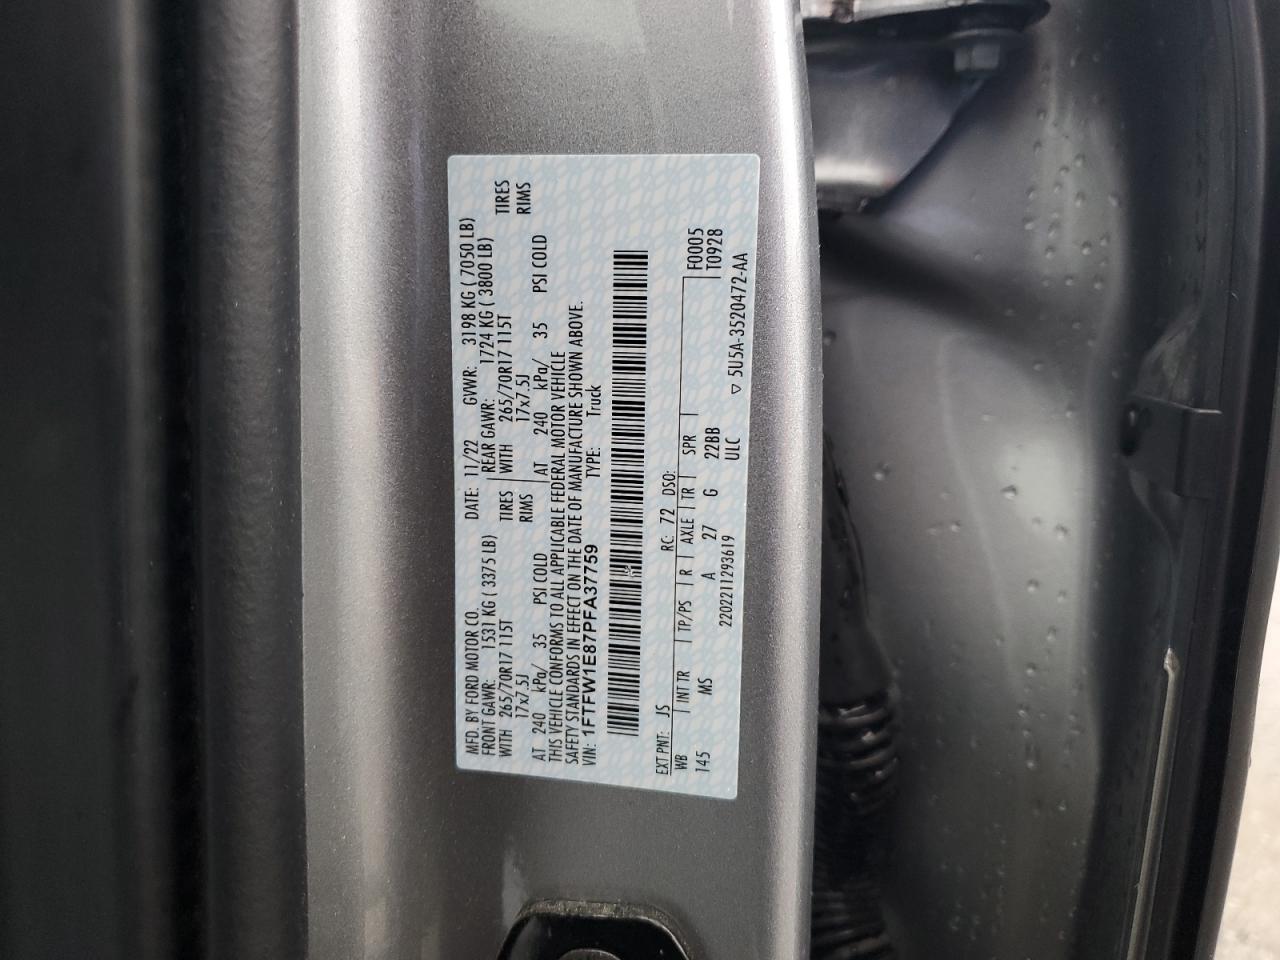 MFD. BY FORD MOTOR CO. DATE: 11/22 GVWR: 3198 KG ( 7050 LB)
FRONT GAWR: 1531 KG ( 3375 LB) REAR GAWR: 1724 KG ( 3800 LB)
WITH 265/70R17 115T TIRES WITH 265/70R17 115T TIRES
17x7.5J RIMS 17x7.5J RIMS
AT 240 kPa/ 35 PSI COLD AT 240 kPa/ 35 PSI COLD
THIS VEHICLE CONFORMS TO ALL APPLICABLE FEDERAL MOTOR VEHICLE
SAFETY STANDARDS IN EFFECT ON THE DATE OF MANUFACTURE SHOWN ABOVE.
VIN: 1FTFW1E87PFA37759 TYPE: Truck
EXT PNT: JS RC: 72 DSO: F0005
WB INT TR TP/PS R AXLE TR SPR T0928
145 MS A 27 G 22BB
2202211293619 ULC ▽ 5U5A-3520472-AA